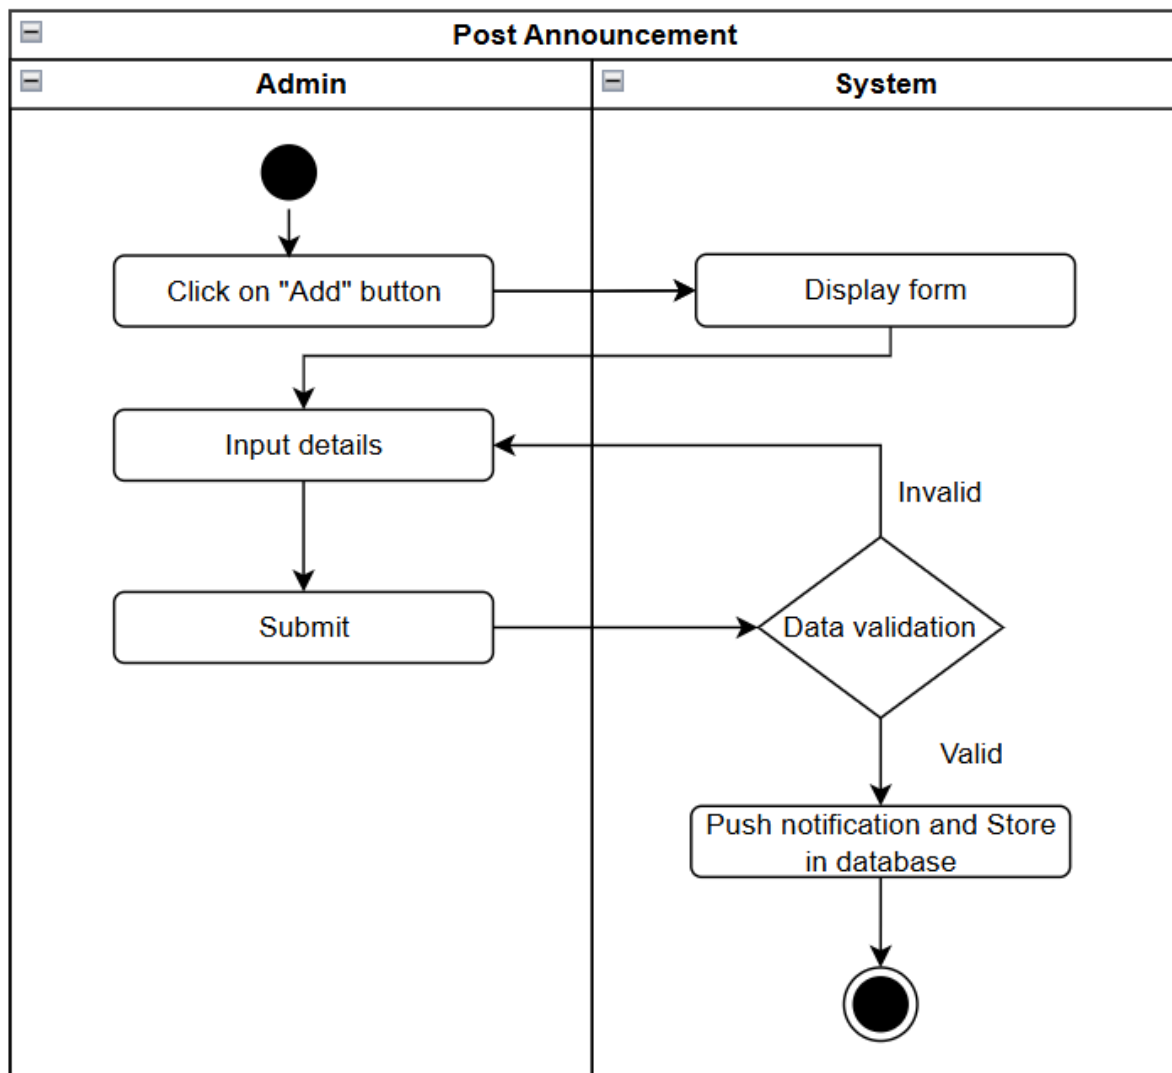 Post Announcement
Admin
System
Click on "Add" button
Display form
Input details
Invalid
Submit
Data validation
Valid
Push notification and Store
in database